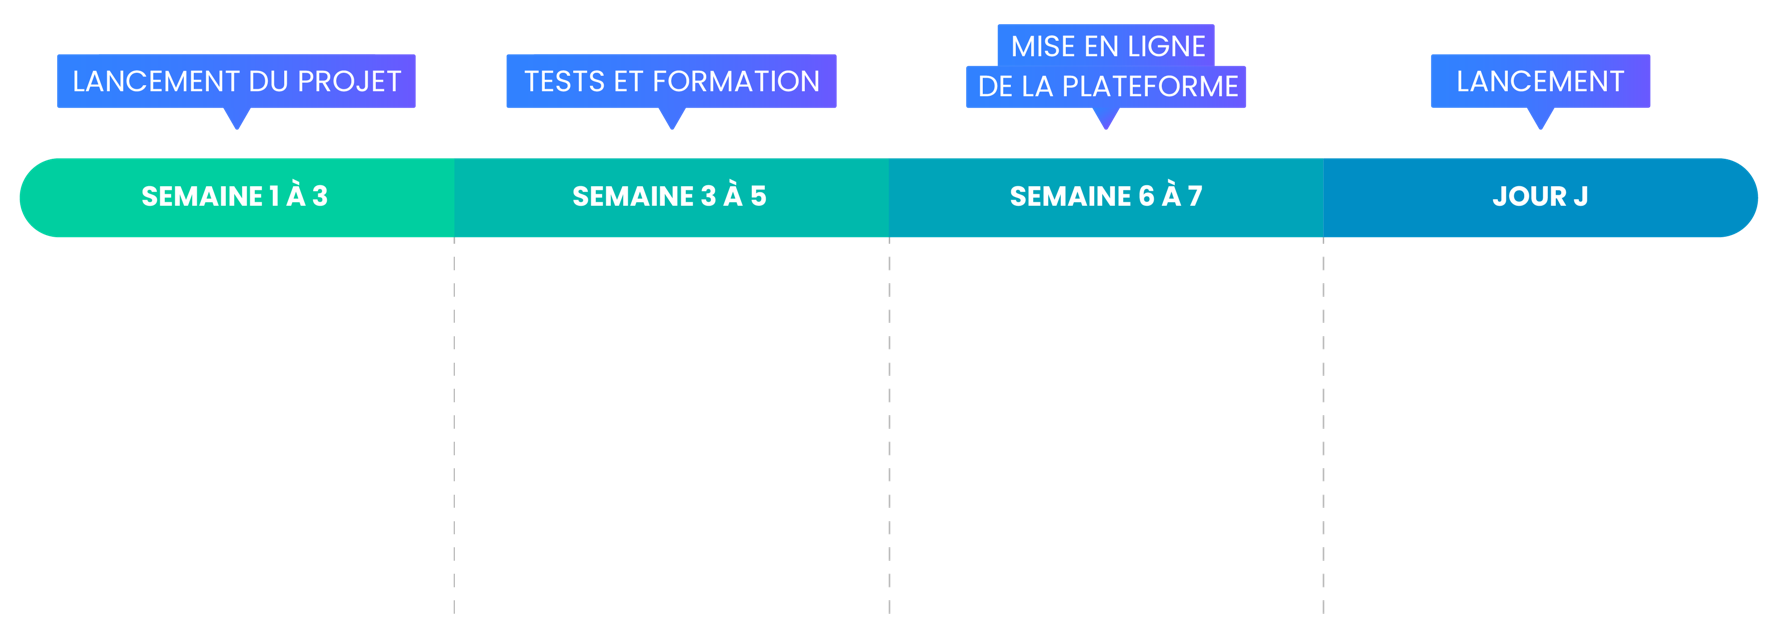 LANCEMENT DU PROJET
TESTS ET FORMATION
MISE EN LIGNE
DE LA PLATEFORME
LANCEMENT
SEMAINE 1 À 3
SEMAINE 3 À 5
SEMAINE 6 À 7
JOUR J